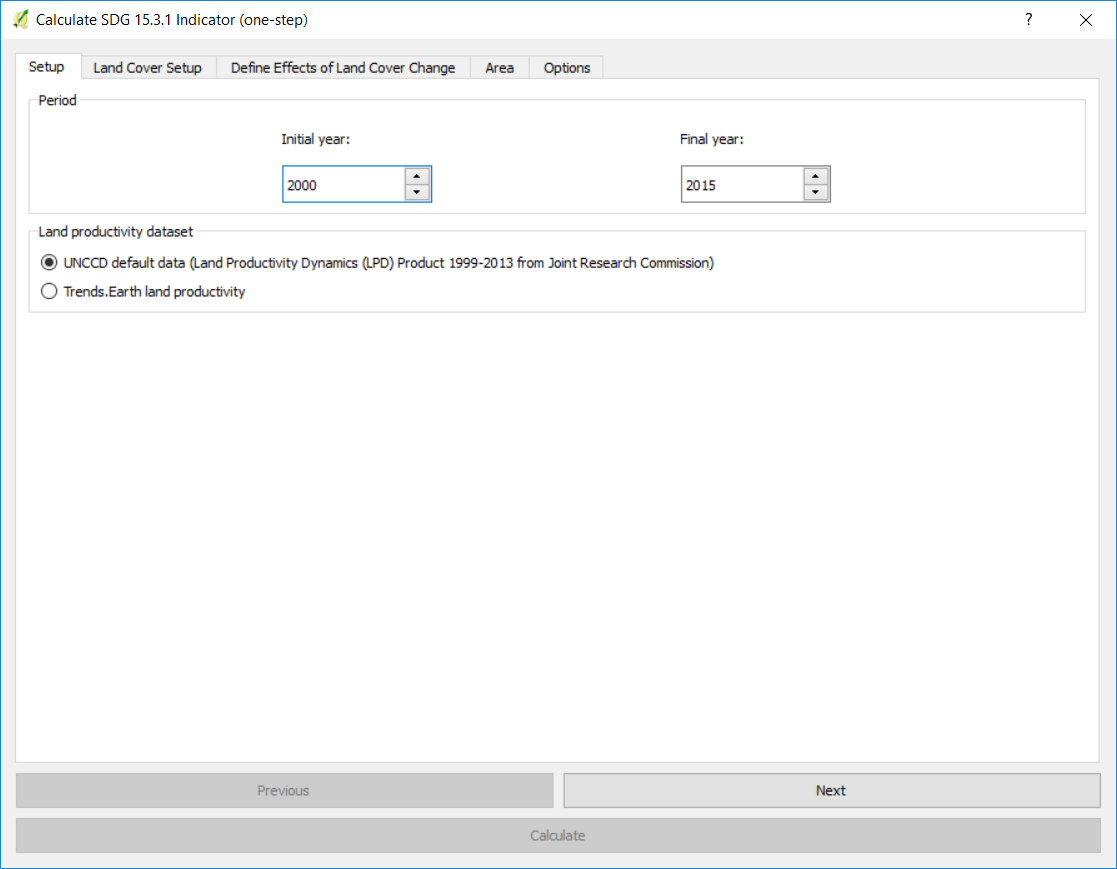 Calculate SDG 15.3.1 Indicator (one-step) ?
Setup Land Cover Setup Define Effects of Land Cover Change Area Options
Period
Initial year: Final year:
2000 2015
Land productivity dataset
UNCCD default data (Land Productivity Dynamics (LPD) Product 1999-2013 from Joint Research Commission)
Trends.Earth land productivity
Previous Next
Calculate